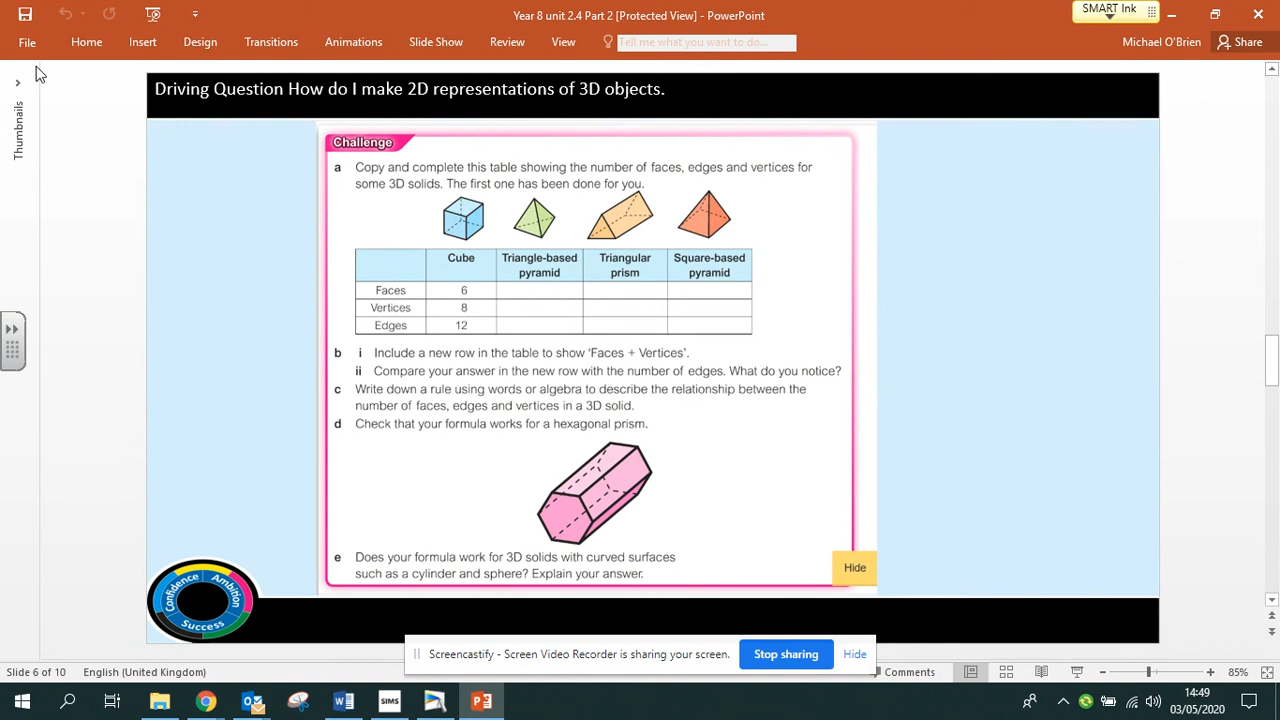 Year 8 unit 2.4 Part 2 [Protected View] - PowerPoint
SMART Ink
File Home Insert Design Transitions Animations Slide Show Review View Tell me what you want to do... Michael O'Brien Share
Thumbnails
Driving Question How do I make 2D representations of 3D objects.
Challenge
a Copy and complete this table showing the number of faces, edges and vertices for
some 3D solids. The first one has been done for you.
Cube Triangle-based pyramid Triangular prism Square-based pyramid
Faces 6
Vertices 8
Edges 12
b i Include a new row in the table to show 'Faces + Vertices'.
ii Compare your answer in the new row with the number of edges. What do you notice?
c Write down a rule using words or algebra to describe the relationship between the
number of faces, edges and vertices in a 3D solid.
d Check that your formula works for a hexagonal prism.
e Does your formula work for 3D solids with curved surfaces
such as a cylinder and sphere? Explain your answer.
Hide
Confidence Ambition Success
Screencastify - Screen Video Recorder is sharing your screen. Stop sharing Hide
Slide 6 of 10 English (United Kingdom) Comments 85%
SIMS
14:49
03/05/2020